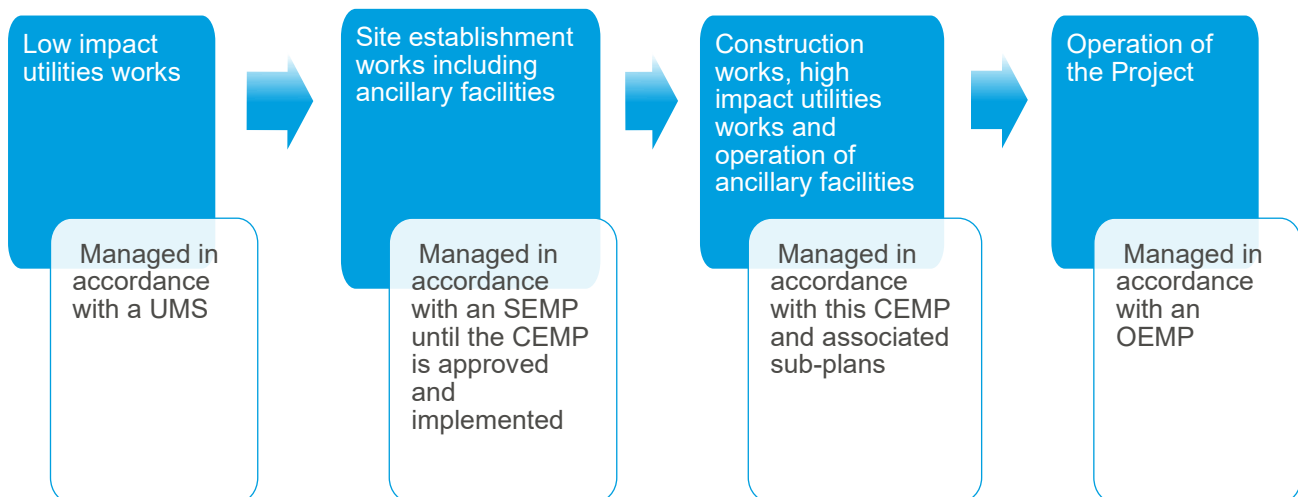 Low impact
utilities works
Managed in
accordance
with a UMS
Site establishment
works including
ancillary facilities
Managed in
accordance
with an SEMP
until the CEMP
is approved
and
implemented
Construction
works, high
impact utilities
works and
operation of
ancillary facilities
Managed in
accordance
with this CEMP
and associated
sub-plans
Operation of
the Project
Managed in
accordance
with an
OEMP